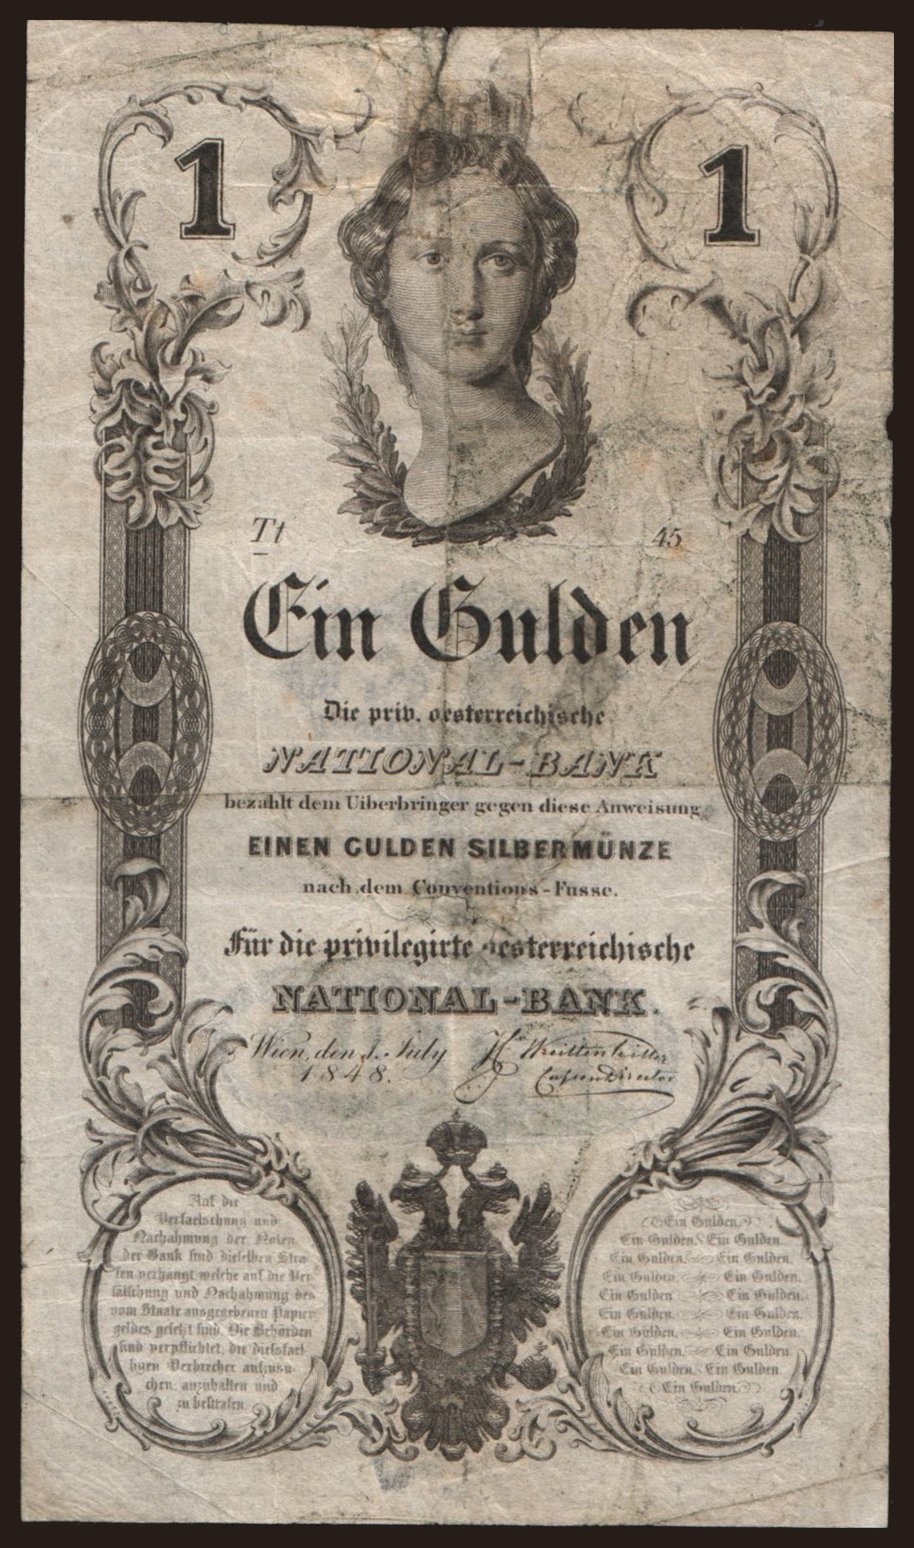 1 1
Tt 45
Ein Gulden
Die priv. oesterreichische
NATIONAL-BANK
bezahlt dem Uiberbringer gegen diese Anweisung
EINEN GULDEN SILBERMÜNZE
nach dem Conventions-Fusse.
Für die privilegirte oesterreichische
NATIONAL-BANK.
Wien, den 1. July
1848.
Cassen Director
Auf die
Verfaelschung und
Nachahmung der Noten
der Bank sind dieselben Stra-
fen verhängt, welche auf die Ver-
fälschung und Nachahmung des
vom Staate ausgegebenen Papier-
geldes gesetzt sind. Die Behörden
sind verpflichtet, die diessfäll-
igen Verbrecher aufzusu-
chen, anzuhalten und
zu bestrafen.
Ein Gulden
Ein Gulden. Ein Gulden.
Ein Gulden. Ein Gulden.
Ein Gulden. Ein Gulden.
Ein Gulden. Ein Gulden.
Ein Gulden. Ein Gulden.
Ein Gulden. Ein Gulden.
Ein Gulden. Ein Gulden.
Ein Gulden. Ein Gulden.
Ein Gulden.